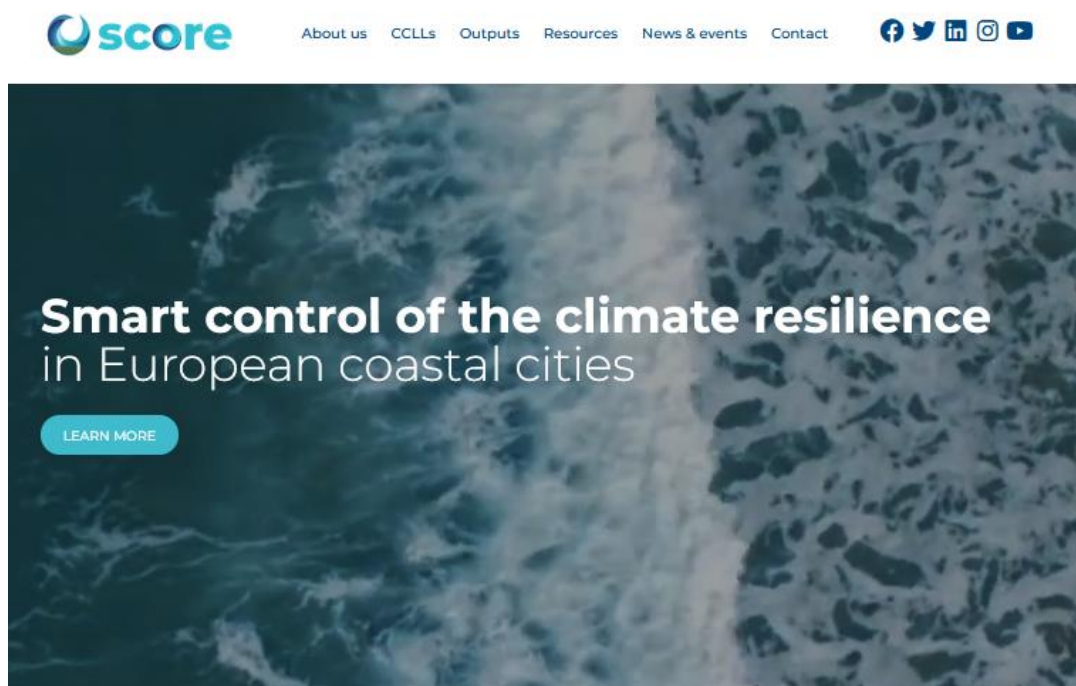 score
About us CCLLs Outputs Resources News & events Contact
Smart control of the climate resilience
in European coastal cities
LEARN MORE